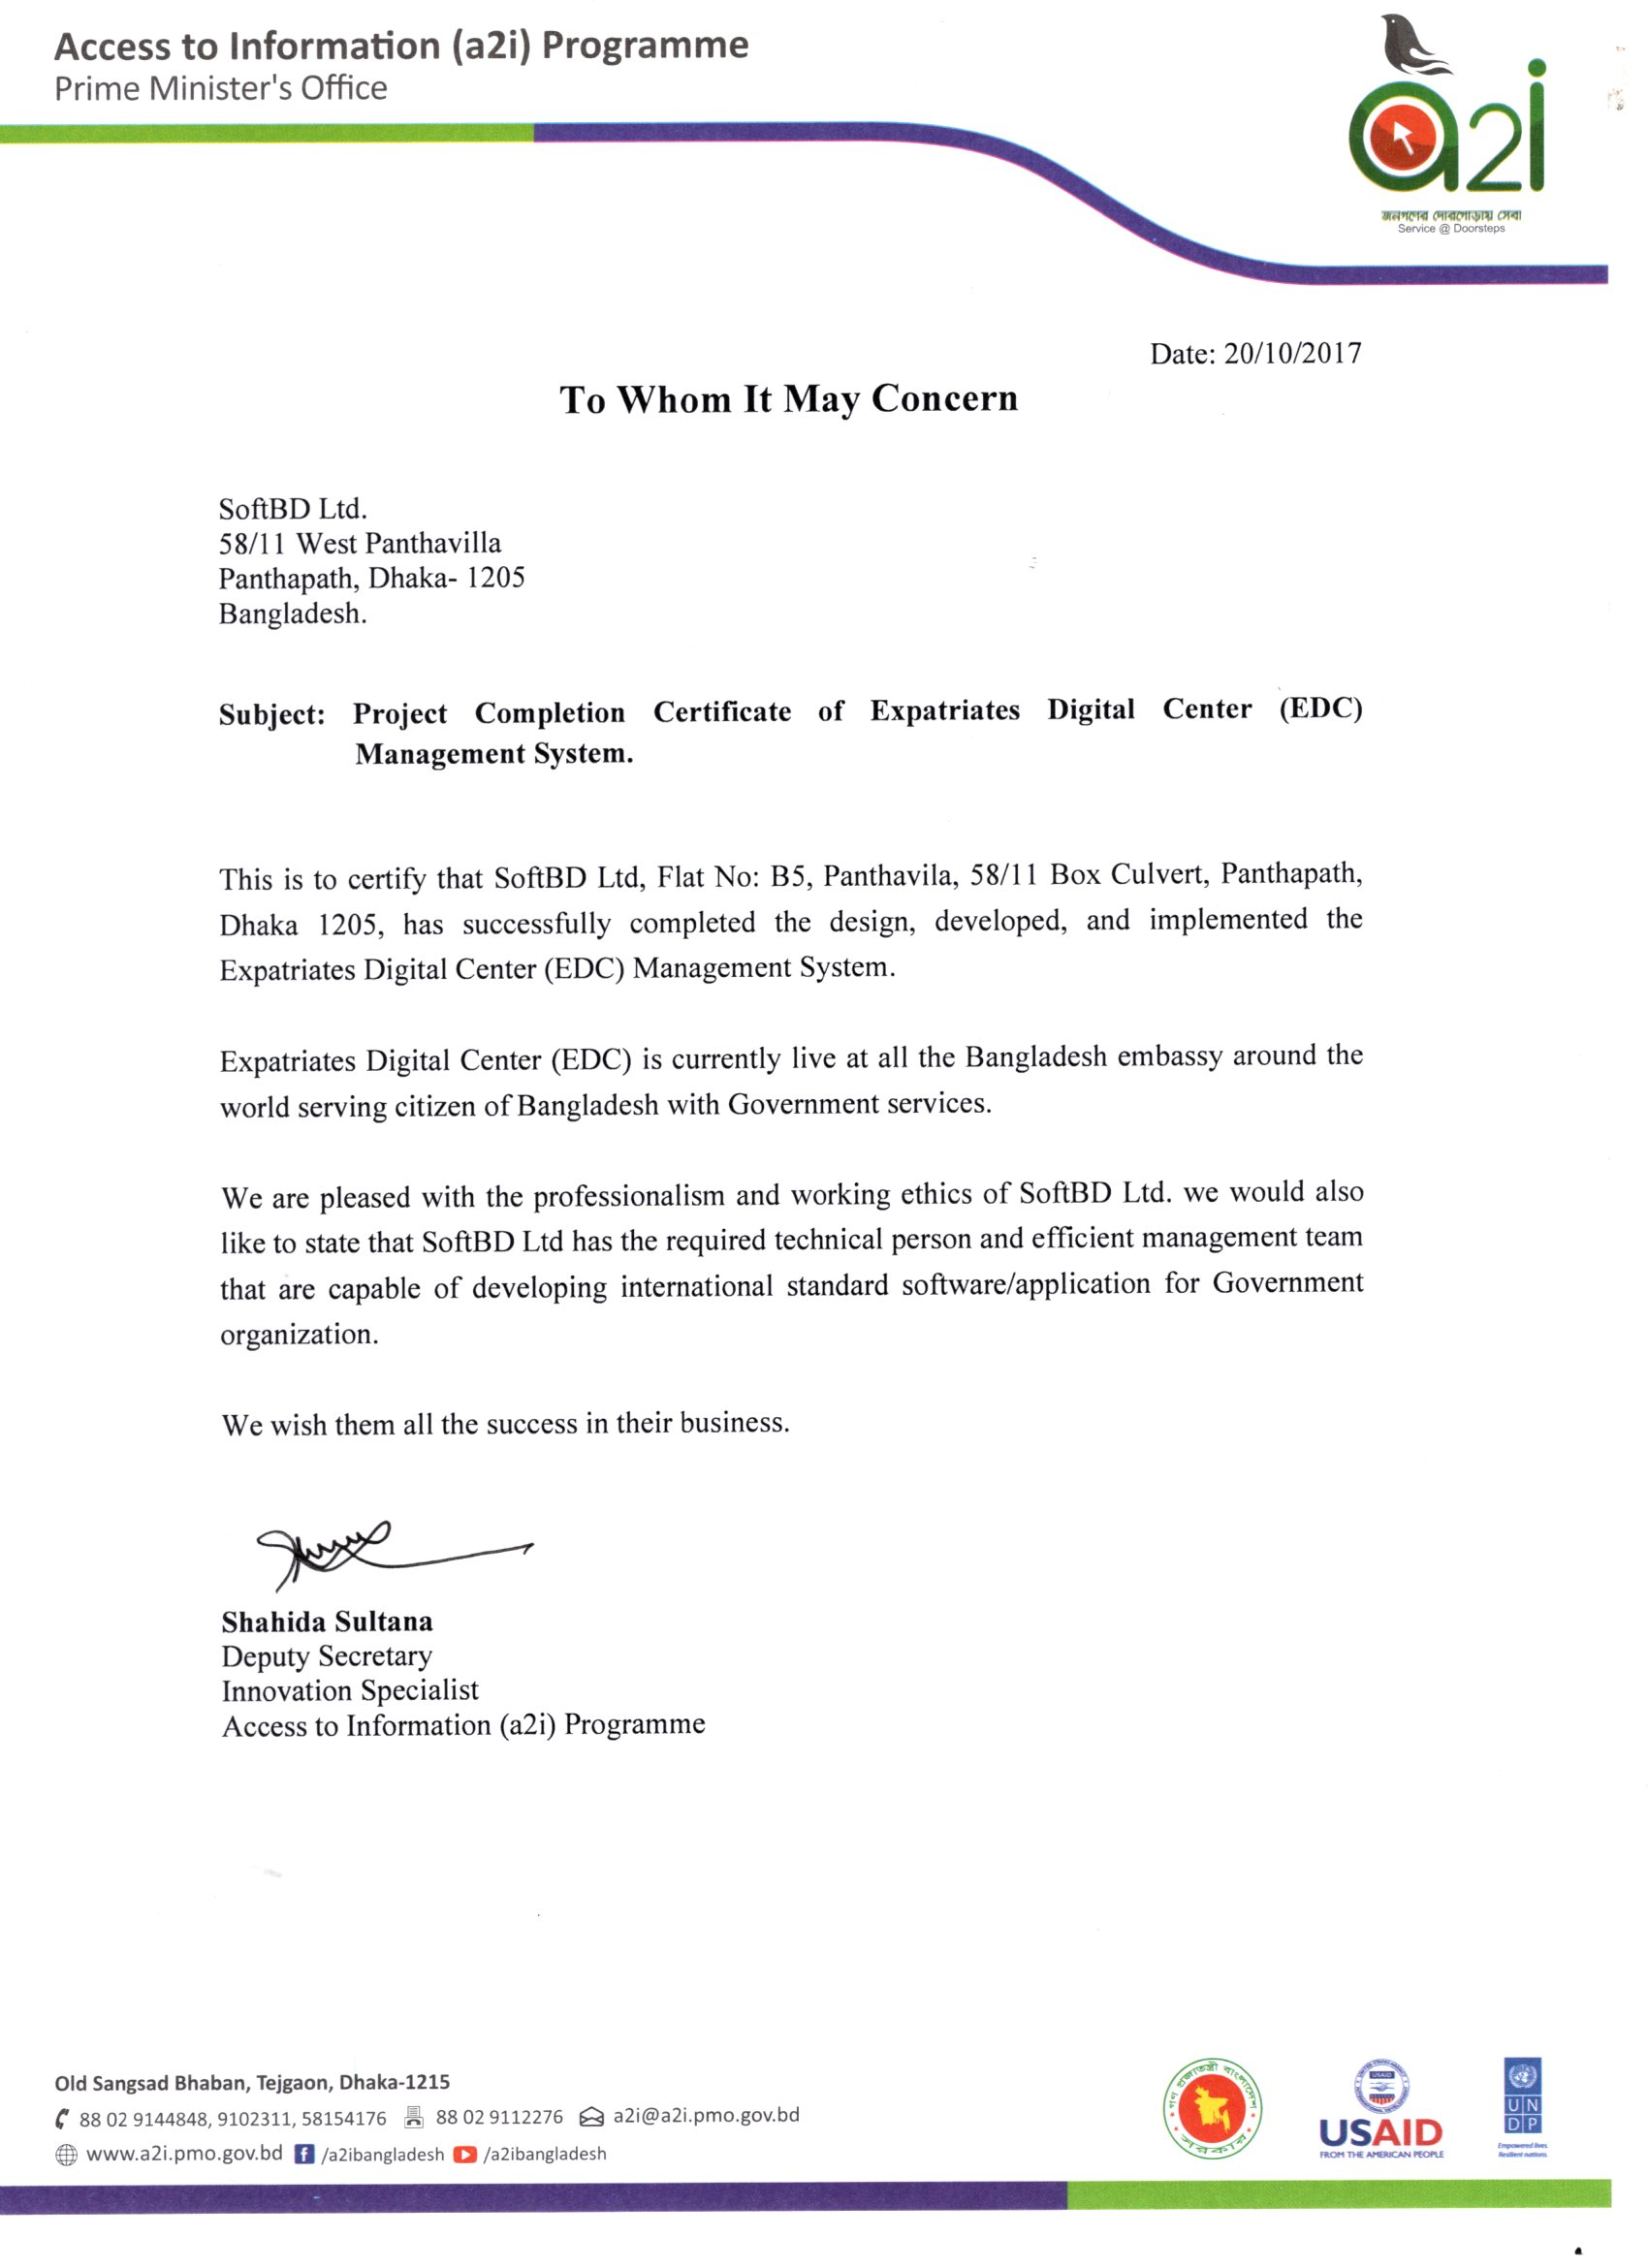 Access to Information (a2i) Programme
Prime Minister's Office
a2i
জনগণের দোরগোড়ায় সেবা
Service @ Doorsteps
Date: 20/10/2017
To Whom It May Concern
SoftBD Ltd.
58/11 West Panthavilla
Panthapath, Dhaka- 1205
Bangladesh.
Subject: Project Completion Certificate of Expatriates Digital Center (EDC)
Management System.
This is to certify that SoftBD Ltd, Flat No: B5, Panthavila, 58/11 Box Culvert, Panthapath,
Dhaka 1205, has successfully completed the design, developed, and implemented the
Expatriates Digital Center (EDC) Management System.
Expatriates Digital Center (EDC) is currently live at all the Bangladesh embassy around the
world serving citizen of Bangladesh with Government services.
We are pleased with the professionalism and working ethics of SoftBD Ltd. we would also
like to state that SoftBD Ltd has the required technical person and efficient management team
that are capable of developing international standard software/application for Government
organization.
We wish them all the success in their business.
Shahida Sultana
Deputy Secretary
Innovation Specialist
Access to Information (a2i) Programme
Old Sangsad Bhaban, Tejgaon, Dhaka-1215
88 02 9144848, 9102311, 58154176 88 02 9112276 a2i@a2i.pmo.gov.bd
www.a2i.pmo.gov.bd /a2ibangladesh /a2ibangladesh
গণপ্রজাতন্ত্রী বাংলাদেশ
সরকার
USAID
USAID
FROM THE AMERICAN PEOPLE
UN
DP
Empowered lives.
Resilient nations.